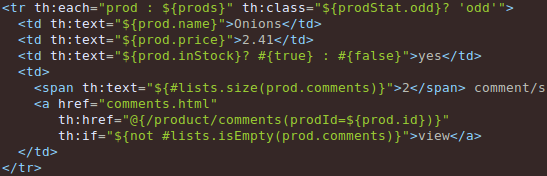 <tr th:each="prod : ${prods}" th:class="${prodStat.odd}? 'odd'">
<td th:text="${prod.name}">Onions</td>
<td th:text="${prod.price}">2.41</td>
<td th:text="${prod.inStock}? #{true} : #{false}">yes</td>
<td>
<span th:text="${#lists.size(prod.comments)}">2</span> comment/s
<a href="comments.html"
th:href="@{/product/comments(prodId=${prod.id})}"
th:if="${not #lists.isEmpty(prod.comments)}">view</a>
</td>
</tr>